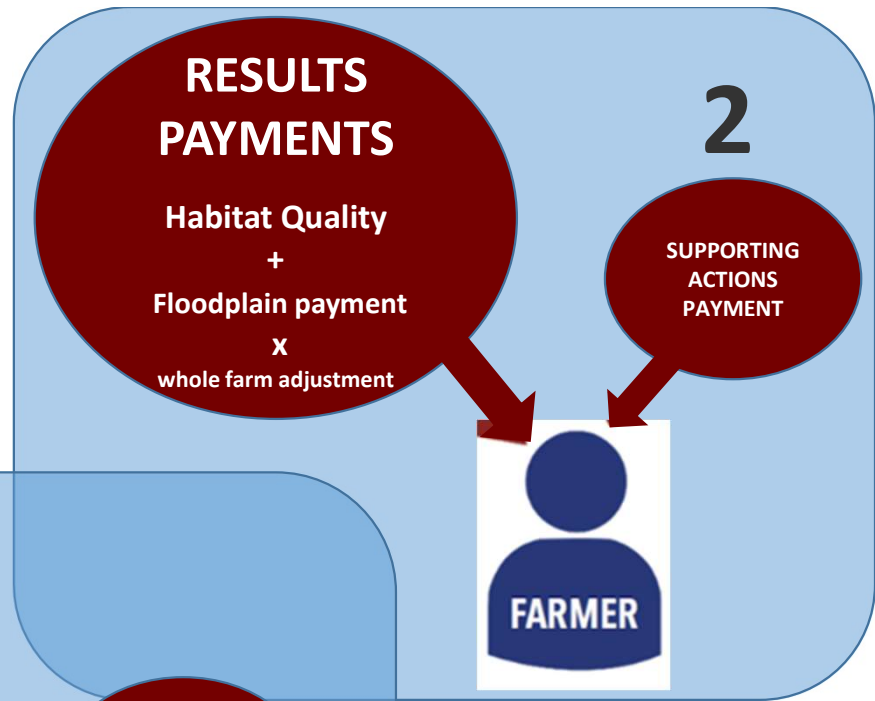 RESULTS
PAYMENTS
Habitat Quality
+
Floodplain payment
x
whole farm adjustment
2
SUPPORTING
ACTIONS
PAYMENT
FARMER